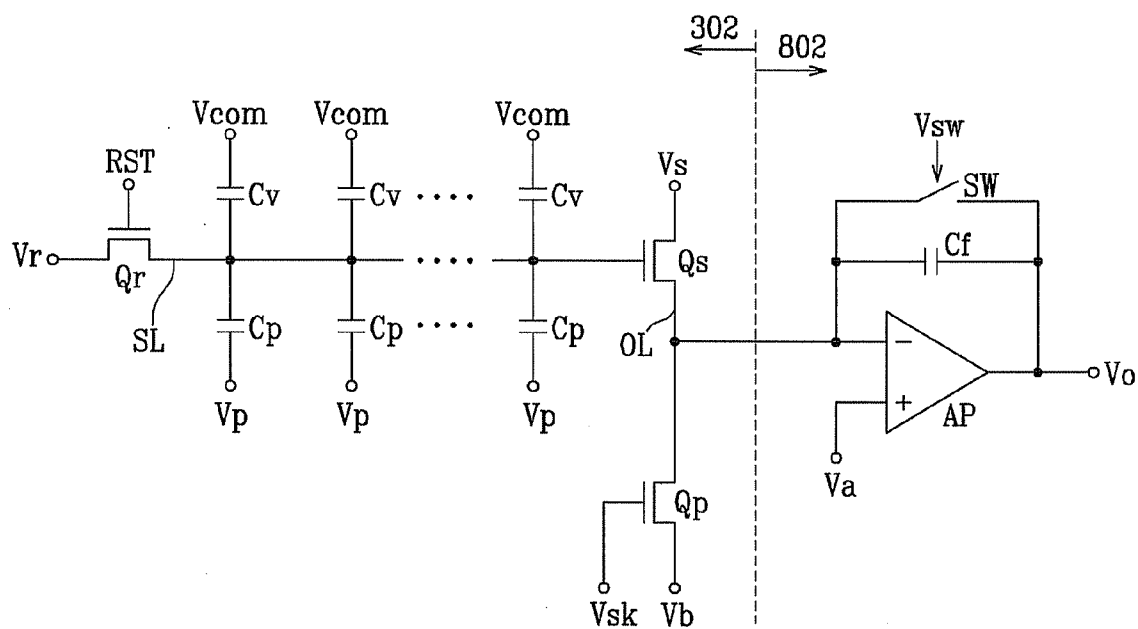 302
802
Vcom Vcom Vcom
Vsw
RST
Vs
SW
Cv Cv Cv
Vr
Qr
Qs
Cf
SL
Cp Cp Cp
OL
−
Vo
Vp Vp Vp
+
AP
Va
Qp
Vsk Vb